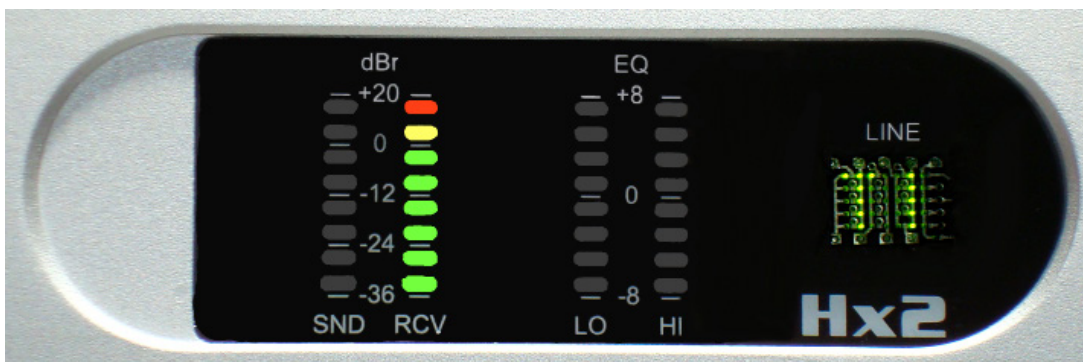 dBr
EQ
+20
+8
0
LINE
-12
0
-24
-36
-8
SND RCV
LO HI
Hx2